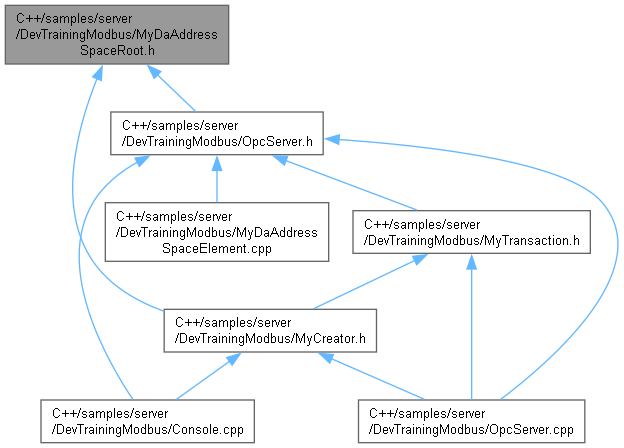 C++/samples/server
/DevTrainingModbus/MyDaAddress
SpaceRoot.h
C++/samples/server
/DevTrainingModbus/OpcServer.h
C++/samples/server
/DevTrainingModbus/MyDaAddress
SpaceElement.cpp
C++/samples/server
/DevTrainingModbus/MyTransaction.h
C++/samples/server
/DevTrainingModbus/MyCreator.h
C++/samples/server
/DevTrainingModbus/Console.cpp
C++/samples/server
/DevTrainingModbus/OpcServer.cpp